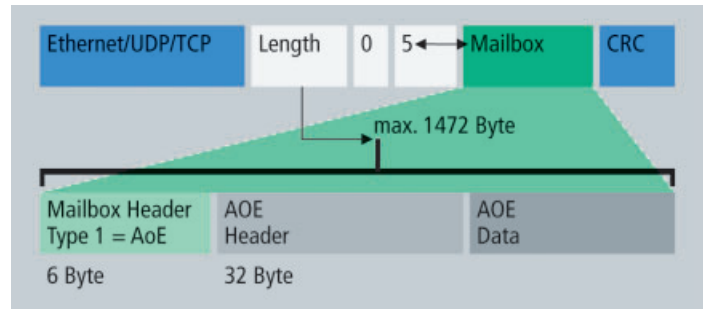 Ethernet/UDP/TCP Length 0 5 Mailbox CRC
max. 1472 Byte
Mailbox Header AOE AOE
Type 1 = AoE Header Data
6 Byte 32 Byte